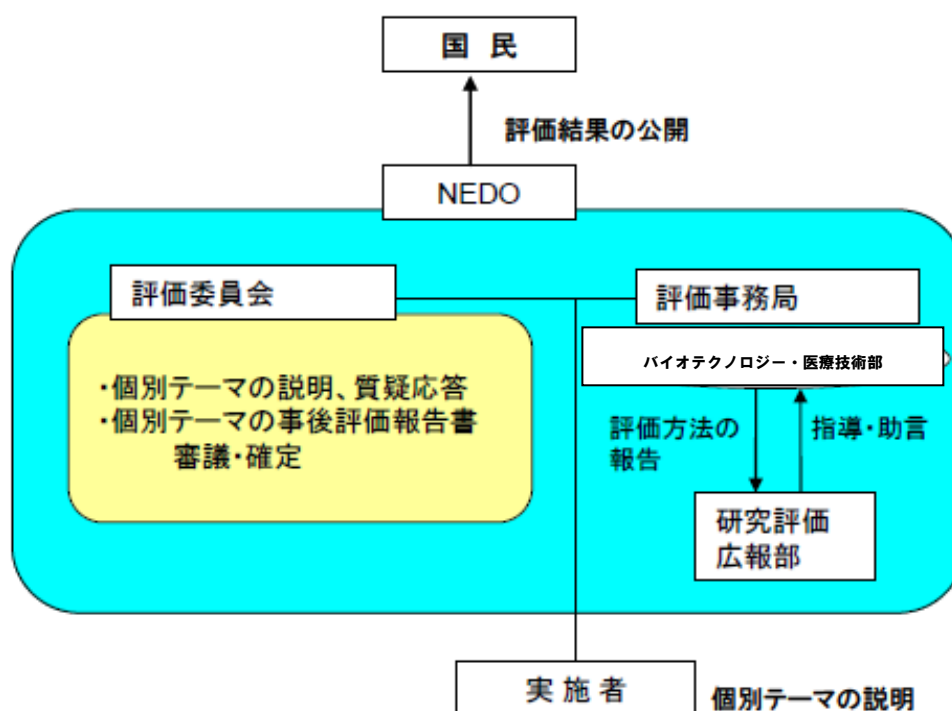 国 民
評価結果の公開
NEDO
評価委員会
評価事務局
バイオテクノロジー・医療技術部
・個別テーマの説明、質疑応答
・個別テーマの事後評価報告書
審議・確定
評価方法の
報告
指導・助言
研究評価
広報部
実 施 者
個別テーマの説明